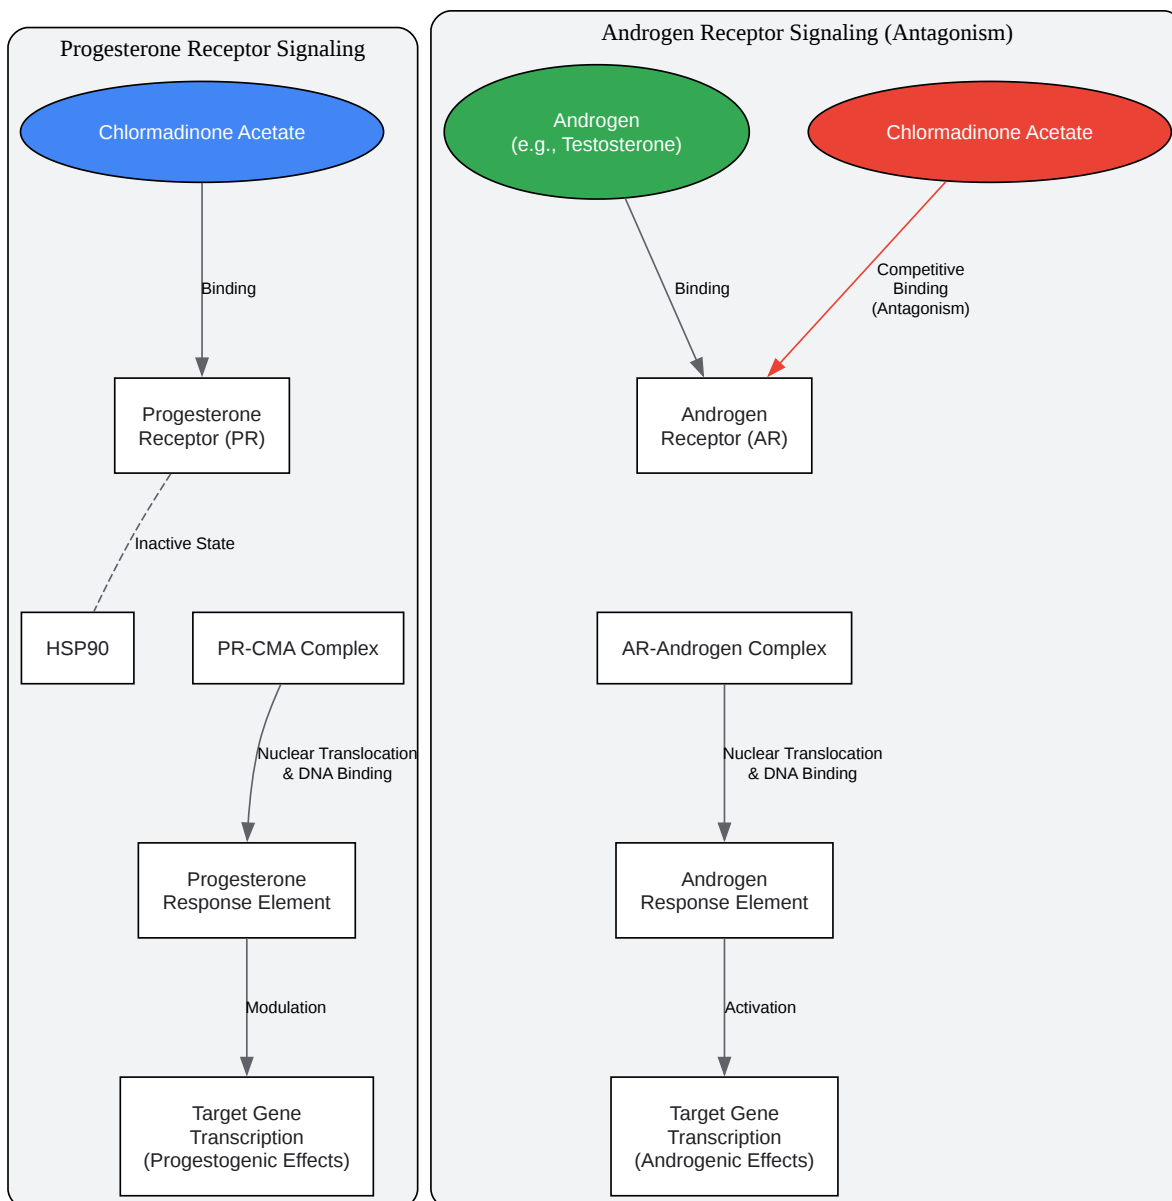 Progesterone Receptor Signaling
Chlormadinone Acetate
Binding
Progesterone
Receptor (PR)
Inactive State
HSP90
PR-CMA Complex
Nuclear Translocation
& DNA Binding
Progesterone
Response Element
Modulation
Target Gene
Transcription
(Progestogenic Effects)
Androgen Receptor Signaling (Antagonism)
Androgen
(e.g., Testosterone)
Chlormadinone Acetate
Binding
Competitive
Binding
(Antagonism)
Androgen
Receptor (AR)
AR-Androgen Complex
Nuclear Translocation
& DNA Binding
Androgen
Response Element
Activation
Target Gene
Transcription
(Androgenic Effects)